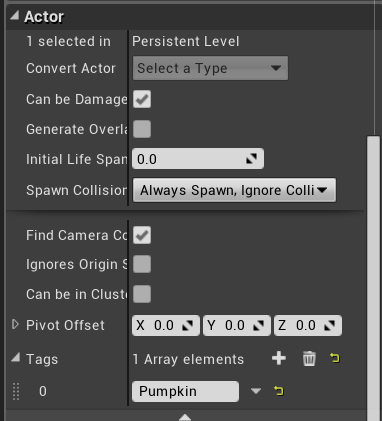 Actor
1 selected in Persistent Level
Convert Actor Select a Type
Can be Damage
Generate Overla
Initial Life Span 0.0
Spawn Collision Always Spawn, Ignore Colli
Find Camera Co
Ignores Origin S
Can be in Cluste
Pivot Offset X 0.0 Y 0.0 Z 0.0
Tags 1 Array elements
0 Pumpkin